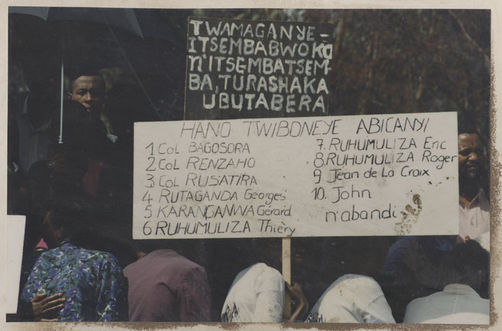 TWAMAGANYE-
ITSEMBABWOKO
N'ITSEMBATSEM-
BA, TURASHAKA
UBUTABERA
HANO TWIBONEYE ABICANYI
1 Col BAGOSORA
2 Col RENZAHO
3 Col RUSATIRA
4 RUTAGANDA Georges
5 KARANGANWA Gérard
6 RUHUMULIZA Thierry
7. RUHUMULIZA Eric
8 RUHUMULIZA Roger
9 Jean de La Croix
10. John
n'abandi